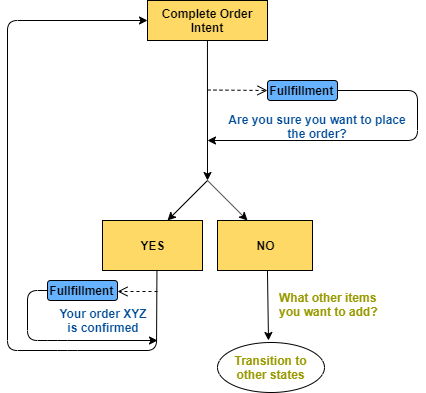 Complete Order
Intent
Fullfillment
Are you sure you want to place
the order?
YES
NO
Fullfillment
Your order XYZ
is confirmed
What other items
you want to add?
Transition to
other states